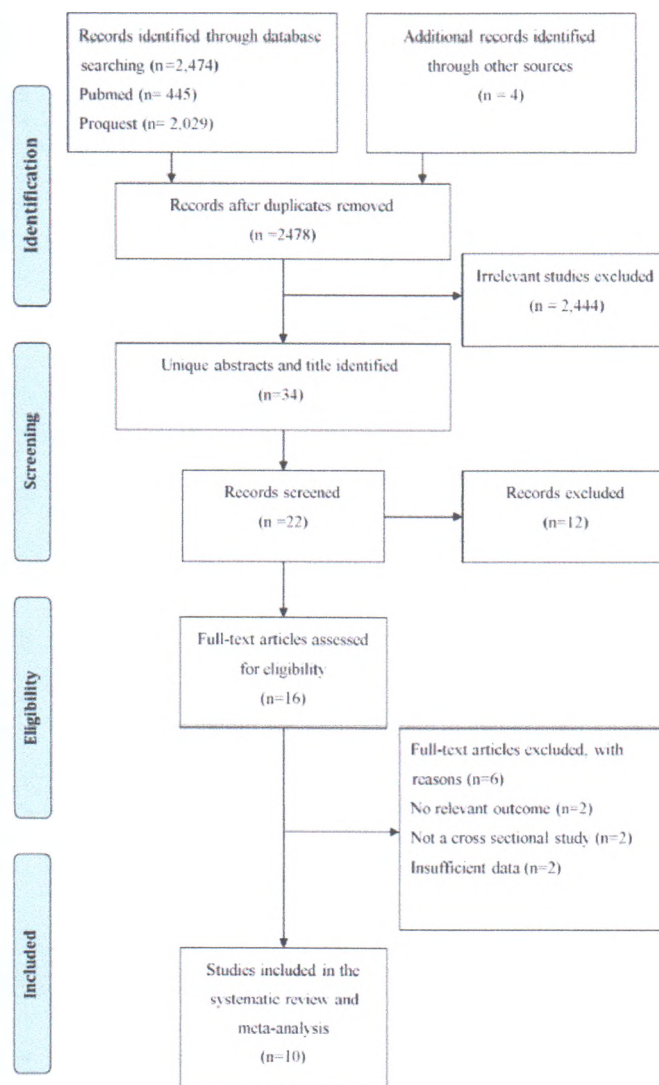 Records identified through database
searching (n=2,474)
Pubmed (n= 445)
Proquest (n= 2,029)
Additional records identified
through other sources
(n = 4)
Identification
Records after duplicates removed
(n =2478)
Irrelevant studies excluded
(n = 2,444)
Unique abstracts and title identified
(n=34)
Screening
Records screened
(n =22)
Records excluded
(n=12)
Full-text articles assessed
for eligibility
(n=16)
Eligibility
Full-text articles excluded, with
reasons (n=6)
No relevant outcome (n=2)
Not a cross sectional study (n=2)
Insufficient data (n=2)
Included
Studies included in the
systematic review and
meta-analysis
(n=10)